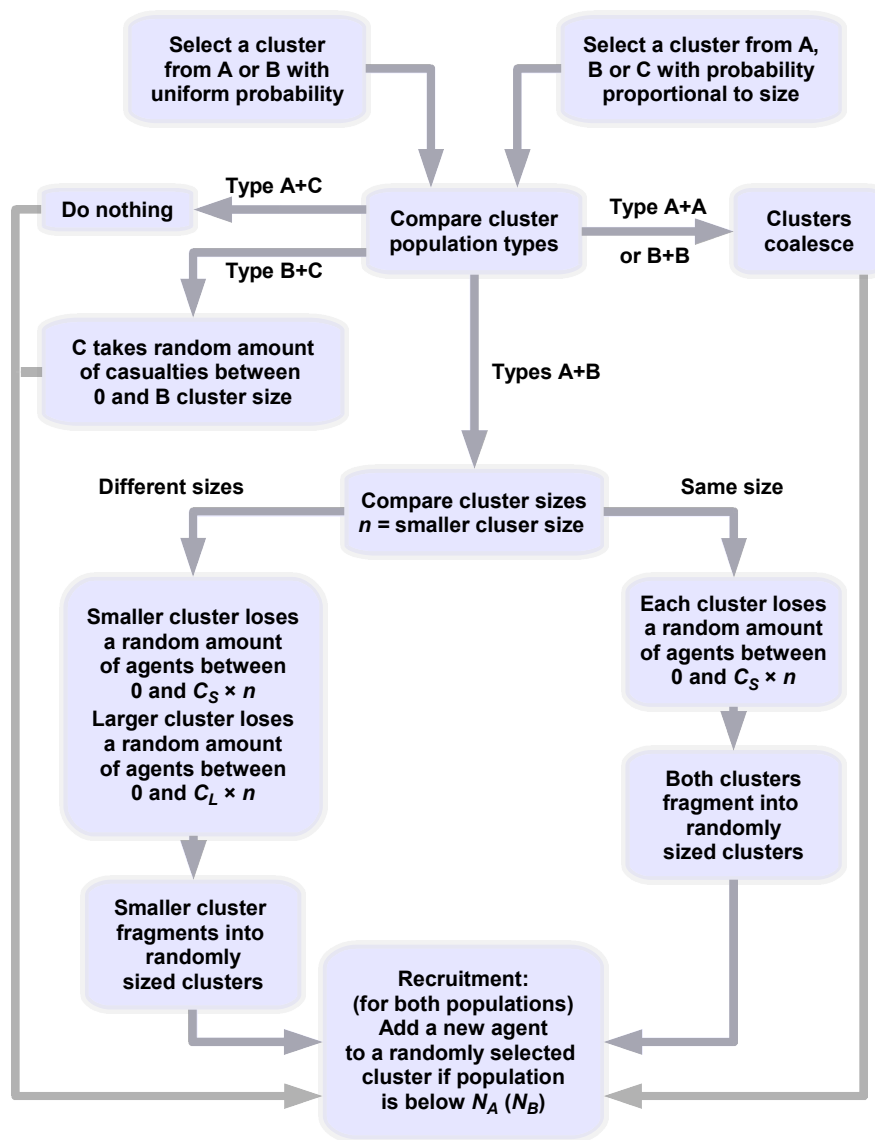 Select a cluster
from A or B with
uniform probability
Select a cluster from A,
B or C with probability
proportional to size
Type A+C
Do nothing
Compare cluster
population types
Type A+A
or B+B
Clusters
coalesce
Type B+C
C takes random amount
of casualties between
0 and B cluster size
Types A+B
Different sizes
Compare cluster sizes
n = smaller cluser size
Same size
Smaller cluster loses
a random amount
of agents between
0 and C_S × n
Larger cluster loses
a random amount
of agents between
0 and C_L × n
Each cluster loses
a random amount
of agents between
0 and C_S × n
Both clusters
fragment into
randomly
sized clusters
Smaller cluster
fragments into
randomly
sized clusters
Recruitment:
(for both populations)
Add a new agent
to a randomly selected
cluster if population
is below N_A (N_B)